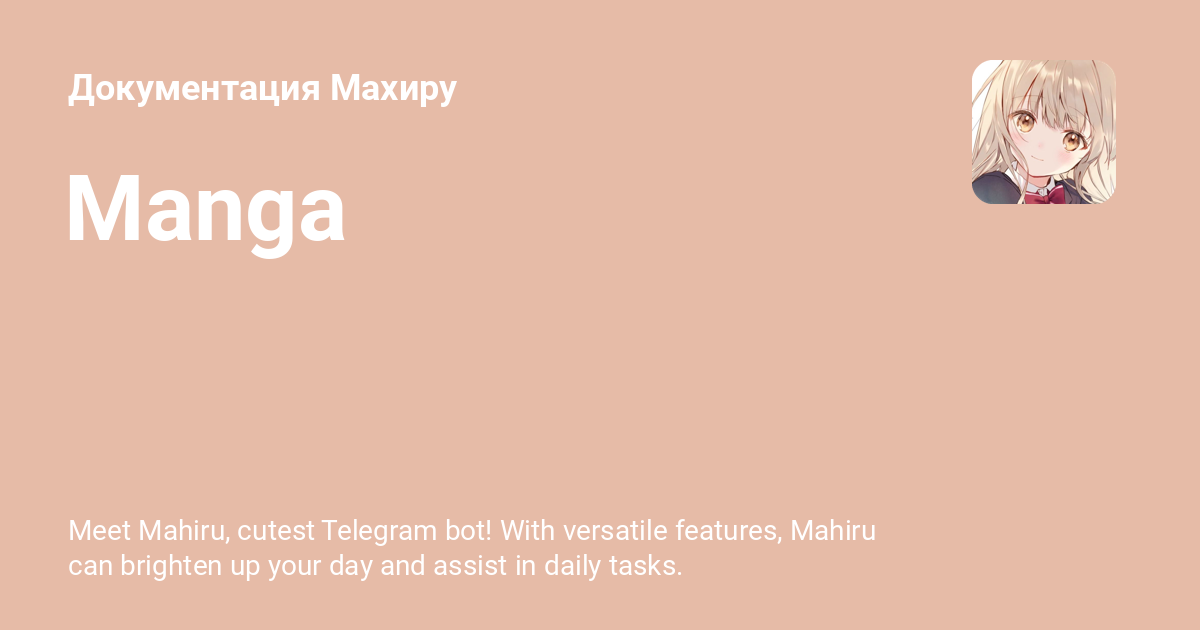 Документация Махиру
Manga
Meet Mahiru, cutest Telegram bot! With versatile features, Mahiru
can brighten up your day and assist in daily tasks.